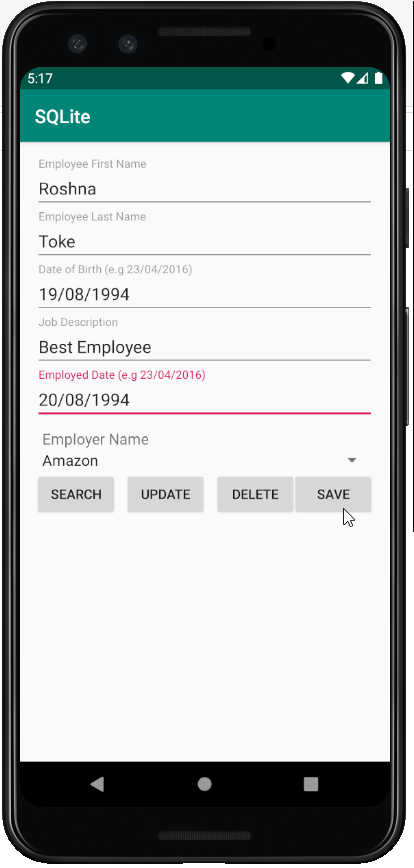 5:17
SQLite
Employee First Name
Roshna
Employee Last Name
Toke
Date of Birth (e.g 23/04/2016)
19/08/1994
Job Description
Best Employee
Employed Date (e.g 23/04/2016)
20/08/1994
Employer Name
Amazon
SEARCH UPDATE DELETE SAVE